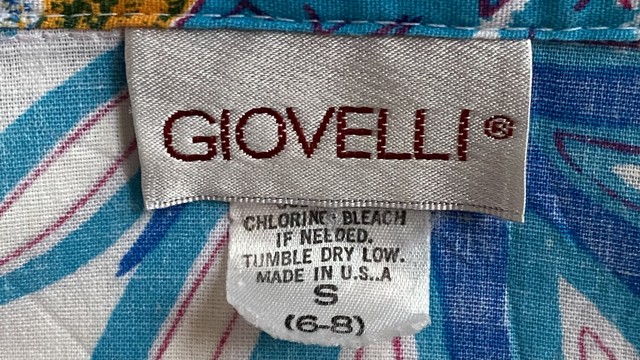 GIOVELLI®
CHLORINE BLEACH
IF NEEDED.
TUMBLE DRY LOW.
MADE IN U.S.A
S
(6-8)